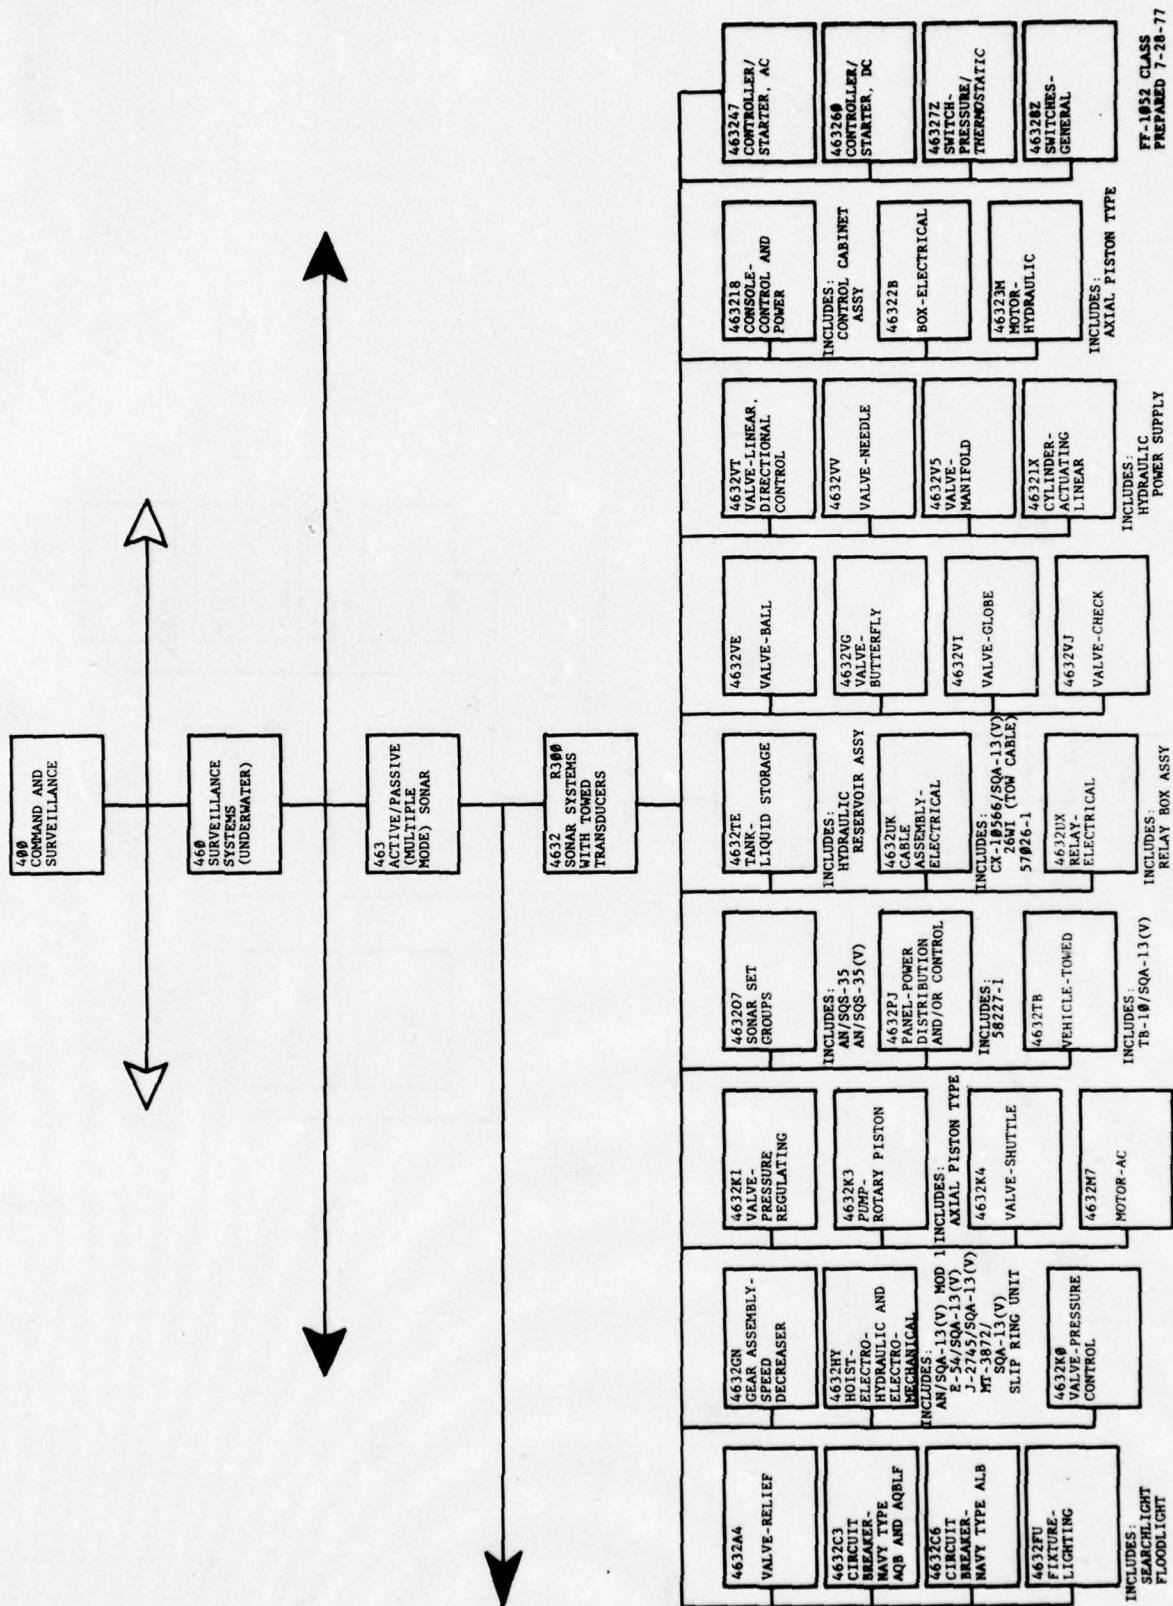 400
COMMAND AND
SURVEILLANCE
460
SURVEILLANCE
SYSTEMS
(UNDERWATER)
463
ACTIVE/PASSIVE
(MULTIPLE
MODE) SONAR
4632 R300
SONAR SYSTEMS
WITH TOWED
TRANSDUCERS
4632A4
VALVE-RELIEF
4632C3
CIRCUIT
BREAKER-
NAVY TYPE
AQB AND AQBLF
4632C6
CIRCUIT
BREAKER-
NAVY TYPE ALB
4632FU
FIXTURE-
LIGHTING
INCLUDES:
SEARCHLIGHT
FLOODLIGHT
4632GN
GEAR ASSEMBLY-
SPEED
DECREASER
4632HY
HOIST-
ELECTRO-
HYDRAULIC AND
ELECTRO-
MECHANICAL
INCLUDES:
AN/SQA-13(V) MOD 1
E-54/SQA-13(V)
J-2745/SQA-13(V)
MT-3872/
SQA-13(V)
SLIP RING UNIT
4632K0
VALVE-PRESSURE
CONTROL
4632K1
VALVE-
PRESSURE
REGULATING
4632K3
PUMP-
ROTARY PISTON
INCLUDES:
AXIAL PISTON TYPE
4632K4
VALVE-SHUTTLE
4632M7
MOTOR-AC
4632O7
SONAR SET
GROUPS
INCLUDES:
AN/SQS-35
AN/SQS-35(V)
4632PJ
PANEL-POWER
DISTRIBUTION
AND/OR CONTROL
INCLUDES:
58227-1
4632TB
VEHICLE-TOWED
INCLUDES:
TB-10/SQA-13(V)
4632TE
TANK-
LIQUID STORAGE
INCLUDES:
HYDRAULIC
RESERVOIR ASSY
4632UK
CABLE
ASSEMBLY-
ELECTRICAL
INCLUDES:
CX-10566/SQA-13(V)
26WI (TOW CABLE)
57026-1
4632UX
RELAY-
ELECTRICAL
INCLUDES:
RELAY BOX ASSY
4632VE
VALVE-BALL
4632VG
VALVE-
BUTTERFLY
4632VI
VALVE-GLOBE
4632VJ
VALVE-CHECK
4632VT
VALVE-LINEAR,
DIRECTIONAL
CONTROL
4632VV
VALVE-NEEDLE
4632V5
VALVE-
MANIFOLD
46321X
CYLINDER-
ACTUATING
LINEAR
INCLUDES:
HYDRAULIC
POWER SUPPLY
463218
CONSOLE-
CONTROL AND
POWER
INCLUDES:
CONTROL CABINET
ASSY
46322B
BOX-ELECTRICAL
46323M
MOTOR-
HYDRAULIC
INCLUDES:
AXIAL PISTON TYPE
463247
CONTROLLER/
STARTER, AC
463260
CONTROLLER/
STARTER, DC
46327Z
SWITCH-
PRESSURE/
THERMOSTATIC
46328Z
SWITCHES-
GENERAL
FF-1052 CLASS
PREPARED 7-28-77